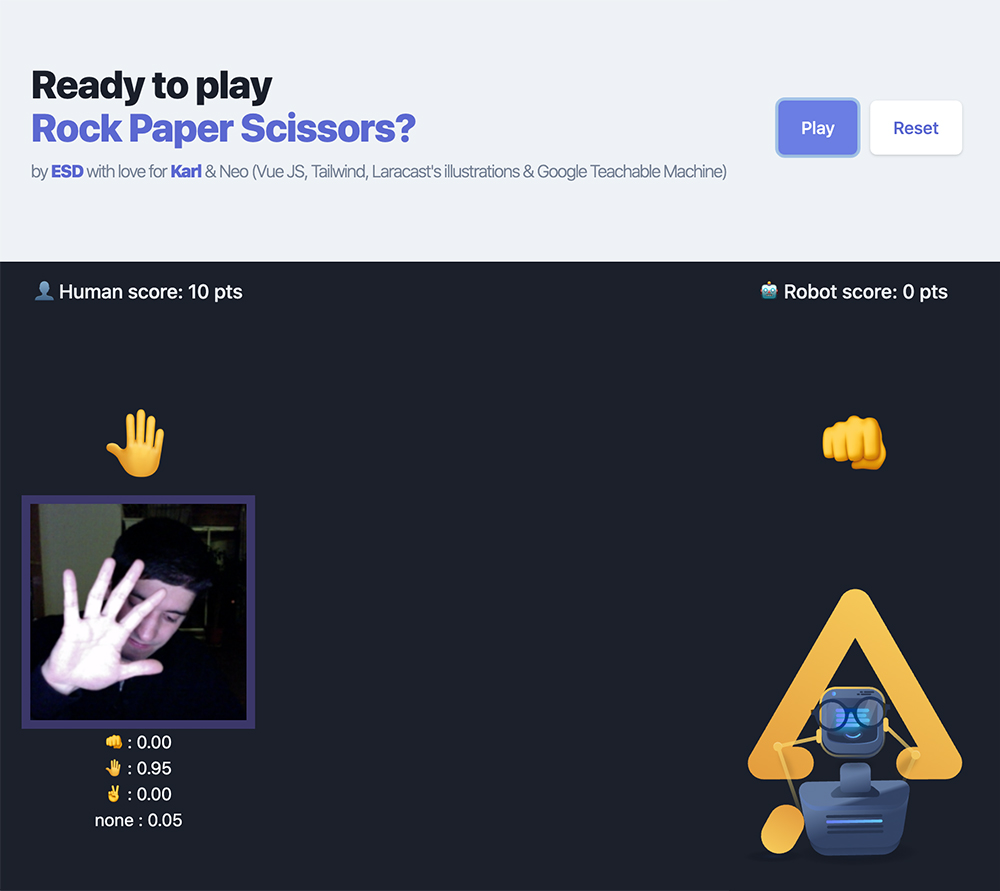 Ready to play
Rock Paper Scissors?
by ESD with love for Karl & Neo (Vue JS, Tailwind, Laracast's illustrations & Google Teachable Machine)
Play
Reset
👤 Human score: 10 pts
🤖 Robot score: 0 pts
👊 : 0.00
🤚 : 0.95
✌️ : 0.00
none : 0.05